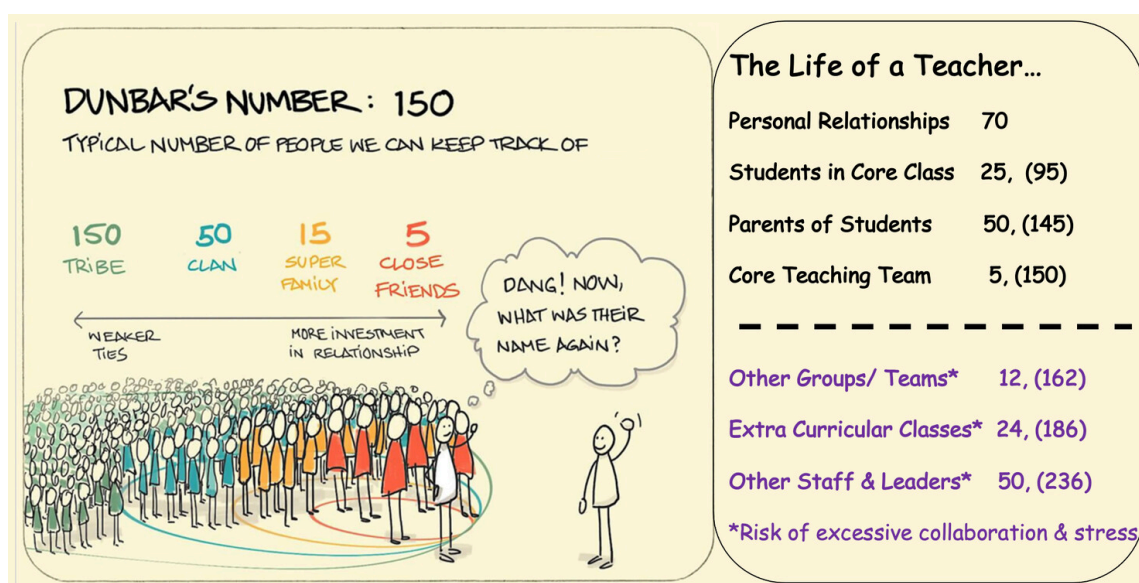 DUNBAR'S NUMBER: 150
TYPICAL NUMBER OF PEOPLE WE CAN KEEP TRACK OF
150 50 15 5
TRIBE CLAN SUPER FAMILY CLOSE FRIENDS
WEAKER TIES
MORE INVESTMENT IN RELATIONSHIP
DANG! NOW,
WHAT WAS THEIR
NAME AGAIN?
The Life of a Teacher...
Personal Relationships 70
Students in Core Class 25, (95)
Parents of Students 50, (145)
Core Teaching Team 5, (150)
Other Groups/ Teams* 12, (162)
Extra Curricular Classes* 24, (186)
Other Staff & Leaders* 50, (236)
*Risk of excessive collaboration & stress